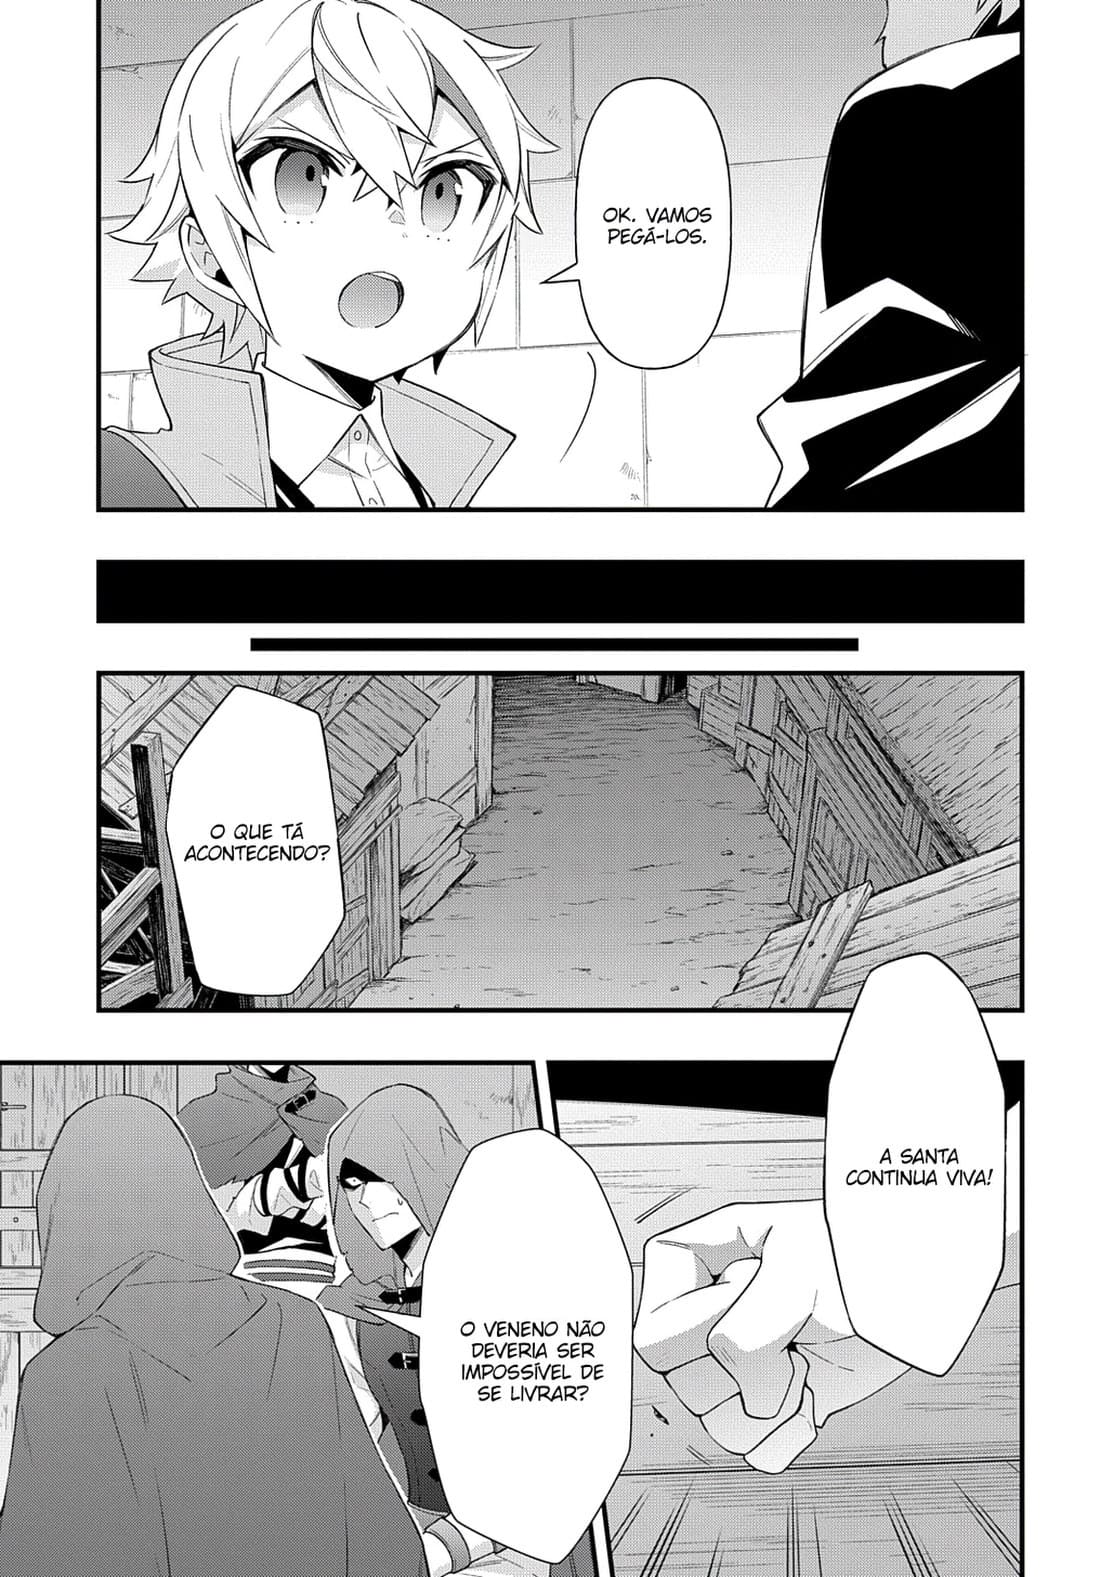 OK. VAMOS
PEGÁ-LOS.
O QUE TÁ
ACONTECENDO?
A SANTA
CONTINUA VIVA!
O VENENO NÃO
DEVERIA SER
IMPOSSÍVEL DE
SE LIVRAR?